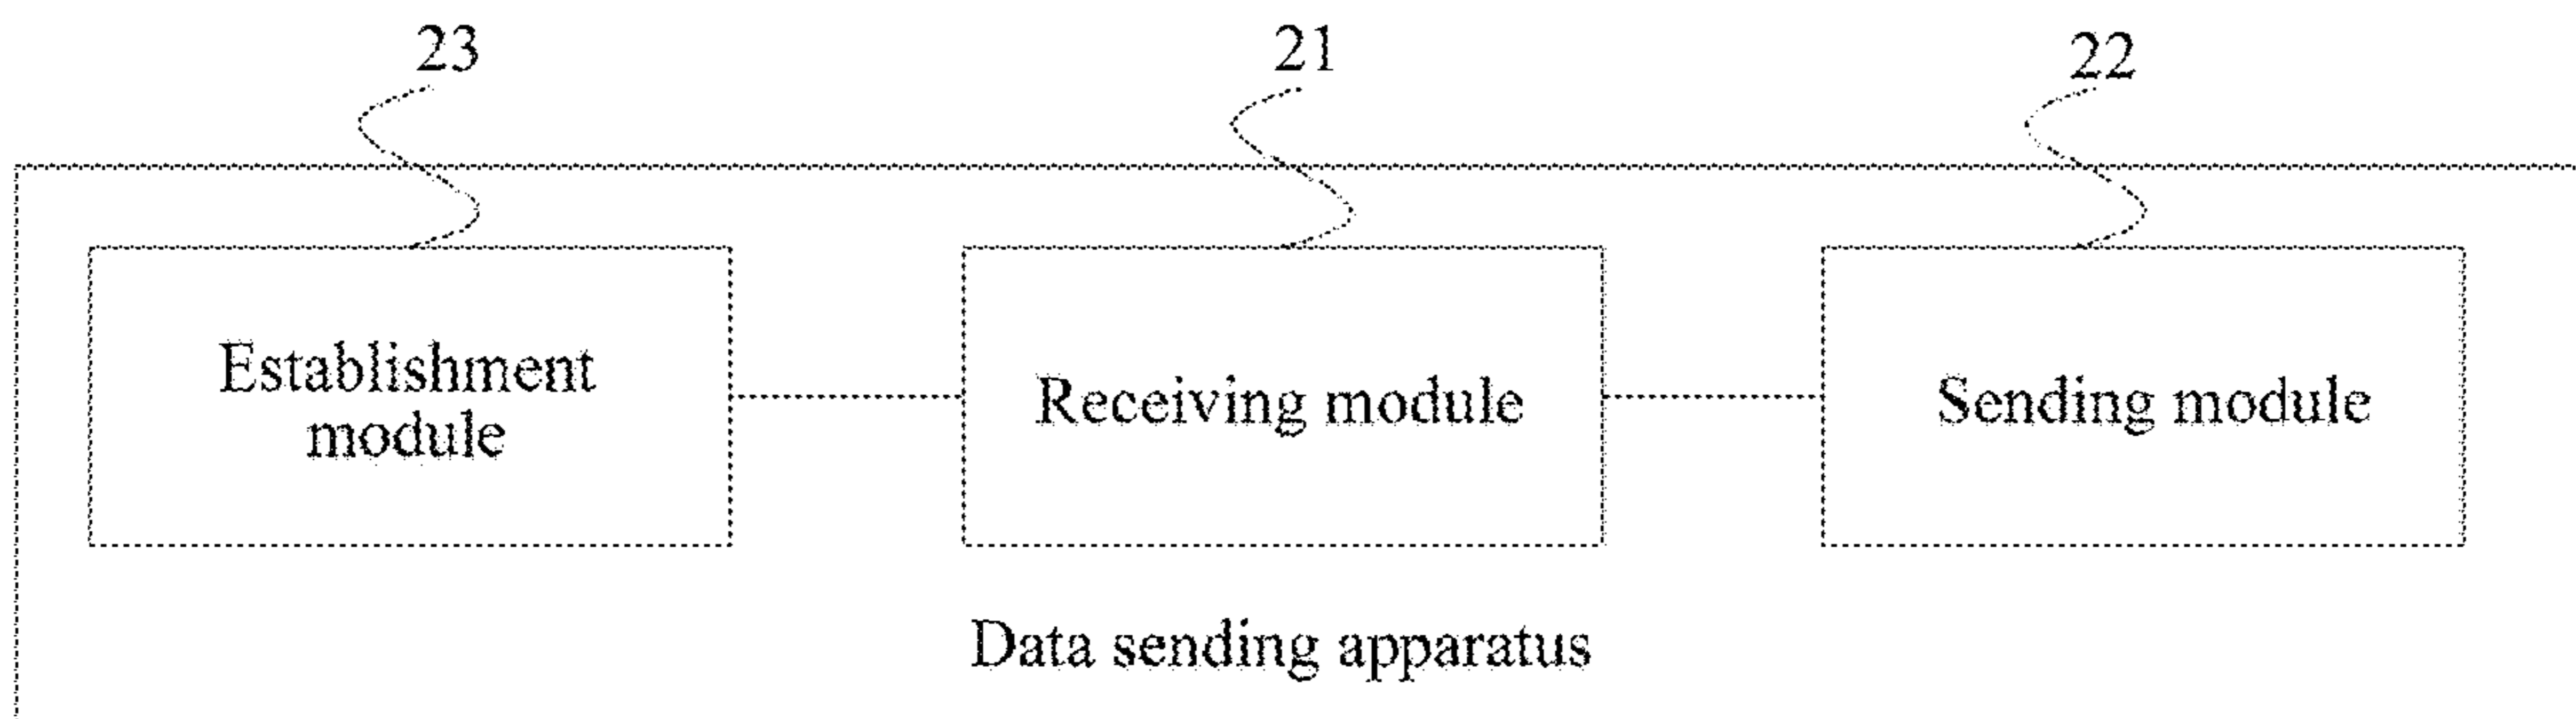 23
21
22
Establishment
module
Receiving module
Sending module
Data sending apparatus